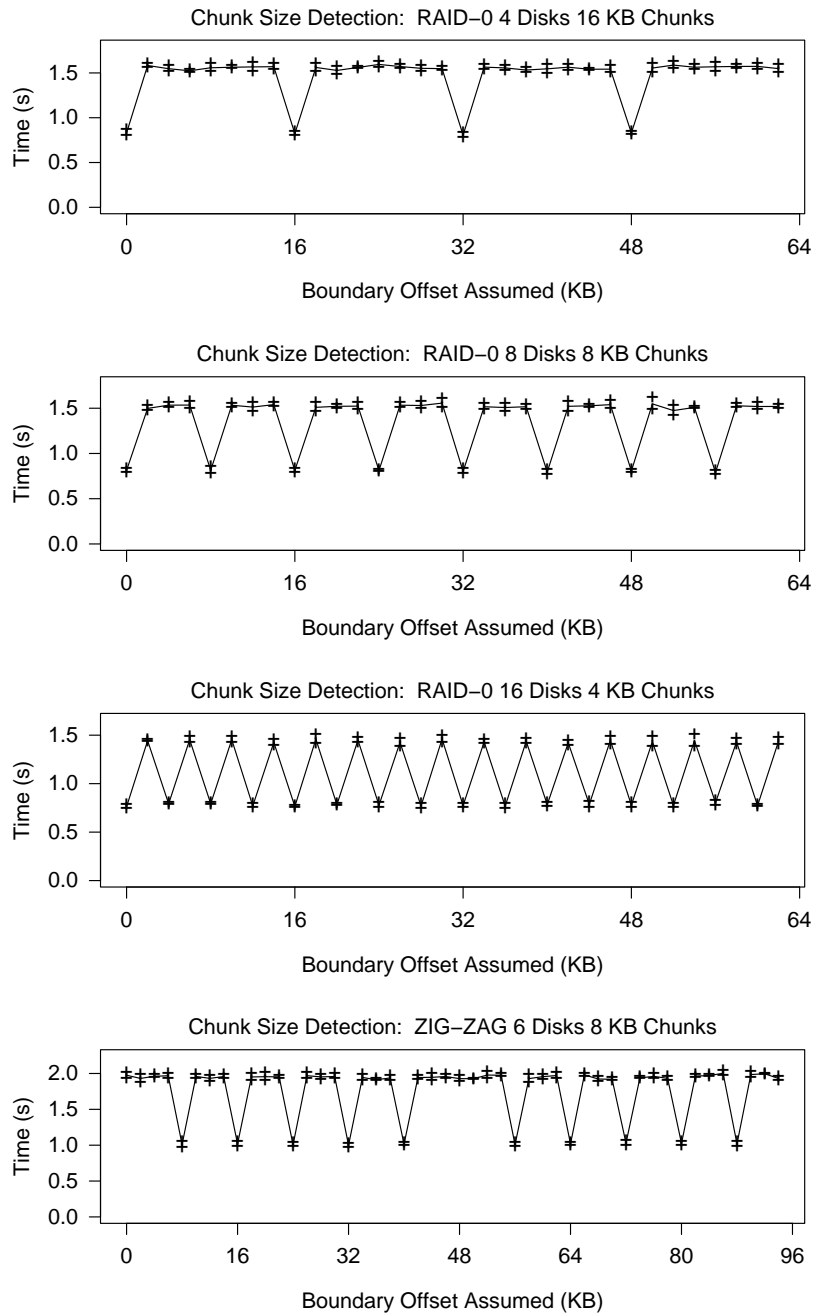 Chunk Size Detection:  RAID−0 4 Disks 16 KB Chunks
Time (s)
1.5
1.0
0.5
0.0
0 16 32 48 64
Boundary Offset Assumed (KB)
Chunk Size Detection:  RAID−0 8 Disks 8 KB Chunks
Time (s)
1.5
1.0
0.5
0.0
0 16 32 48 64
Boundary Offset Assumed (KB)
Chunk Size Detection:  RAID−0 16 Disks 4 KB Chunks
Time (s)
1.5
1.0
0.5
0.0
0 16 32 48 64
Boundary Offset Assumed (KB)
Chunk Size Detection:  ZIG−ZAG 6 Disks 8 KB Chunks
Time (s)
2.0
1.5
1.0
0.5
0.0
0 16 32 48 64 80 96
Boundary Offset Assumed (KB)